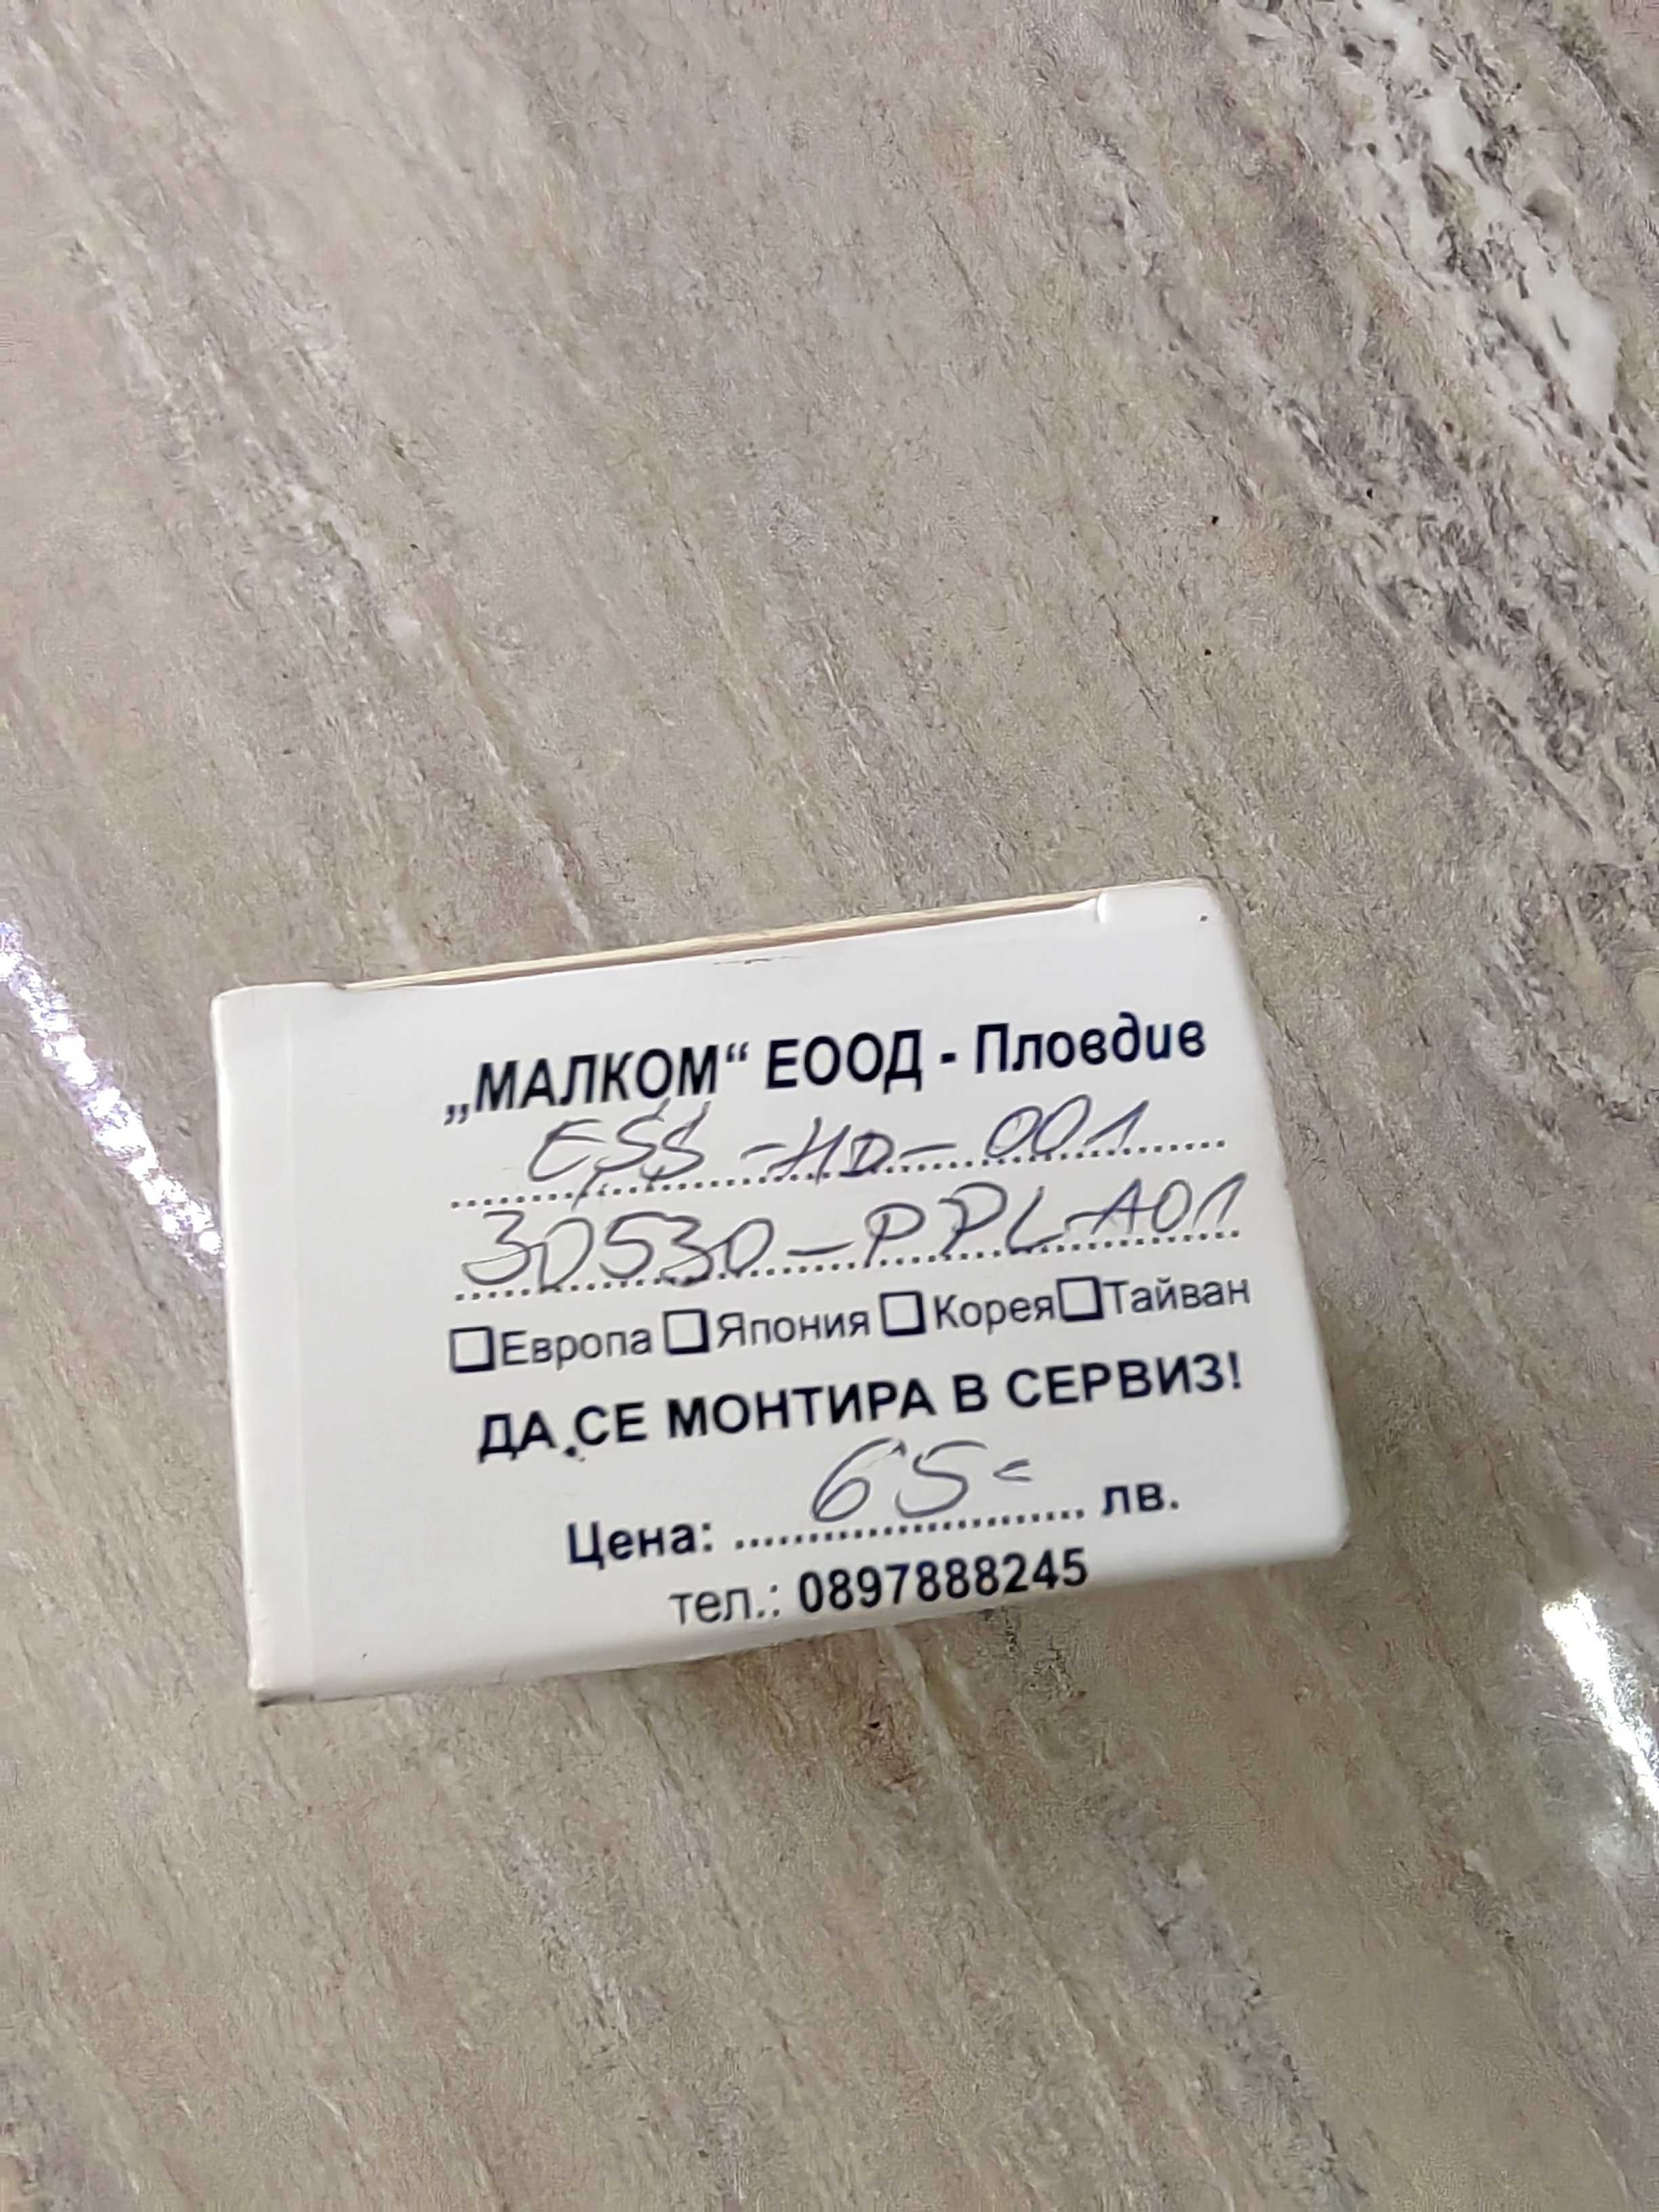 „МАЛКОМ“ ЕООД - Пловдив
ESS-HD-001
30530-PPL-A01
☐Европа ☐Япония ☐Корея ☐Тайван
ДА СЕ МОНТИРА В СЕРВИЗ!
Цена: 65= лв.
тел.: 0897888245